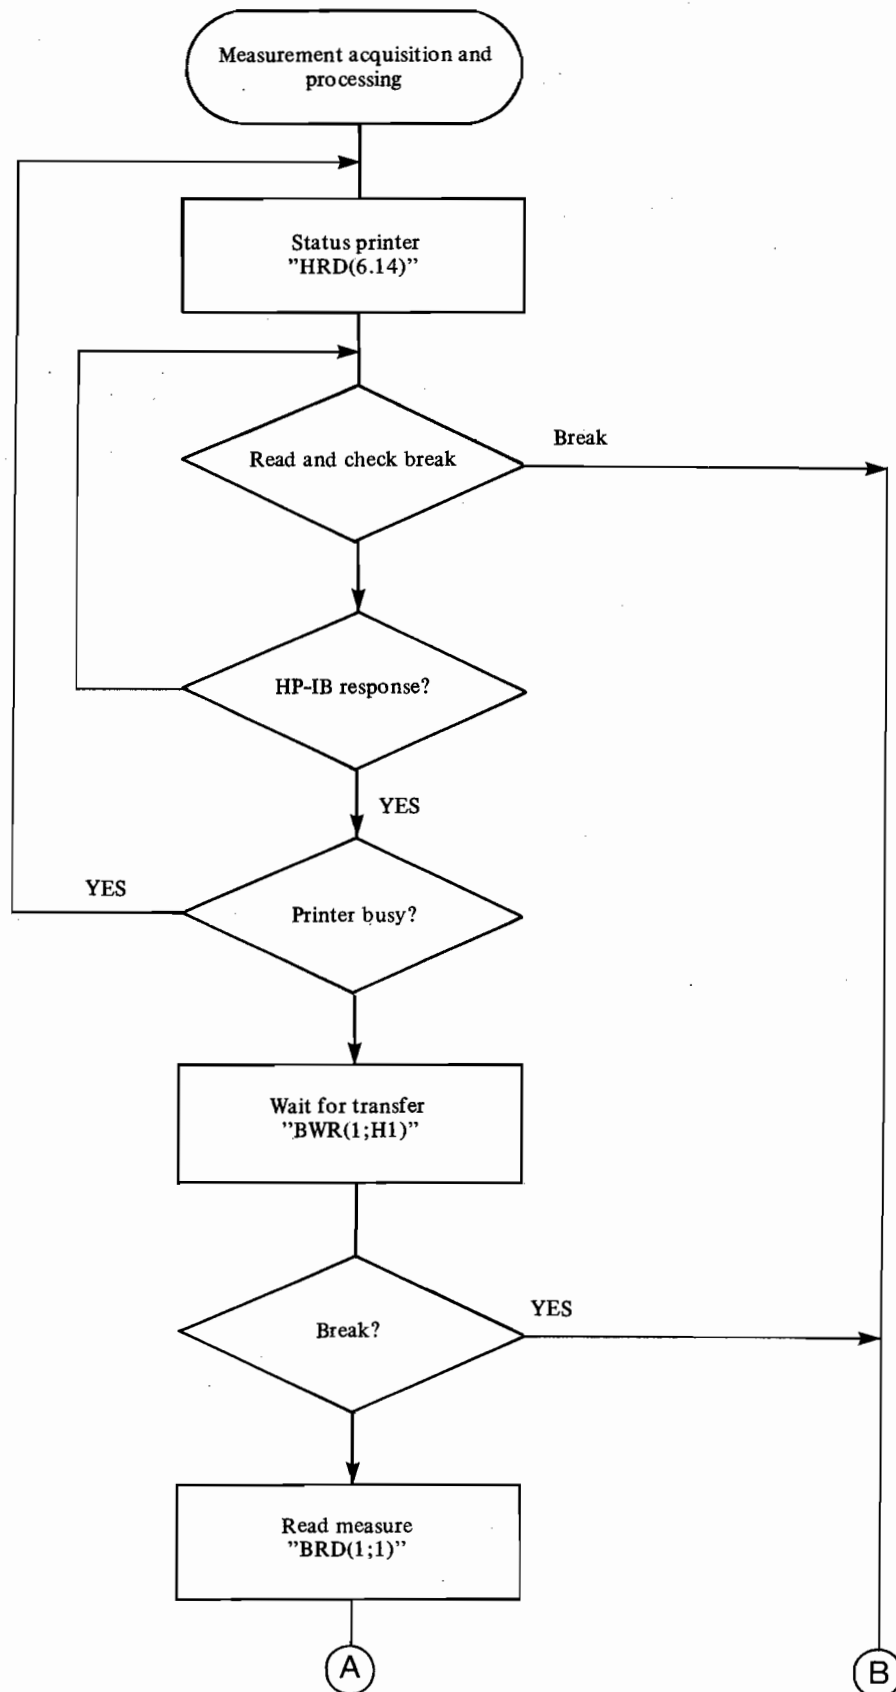 Measurement acquisition and
processing
Status printer
"HRD(6.14)"
Read and check break
Break
HP-IB response?
YES
YES
Printer busy?
Wait for transfer
"BWR(1;H1)"
Break?
YES
Read measure
"BRD(1;1)"
A
B